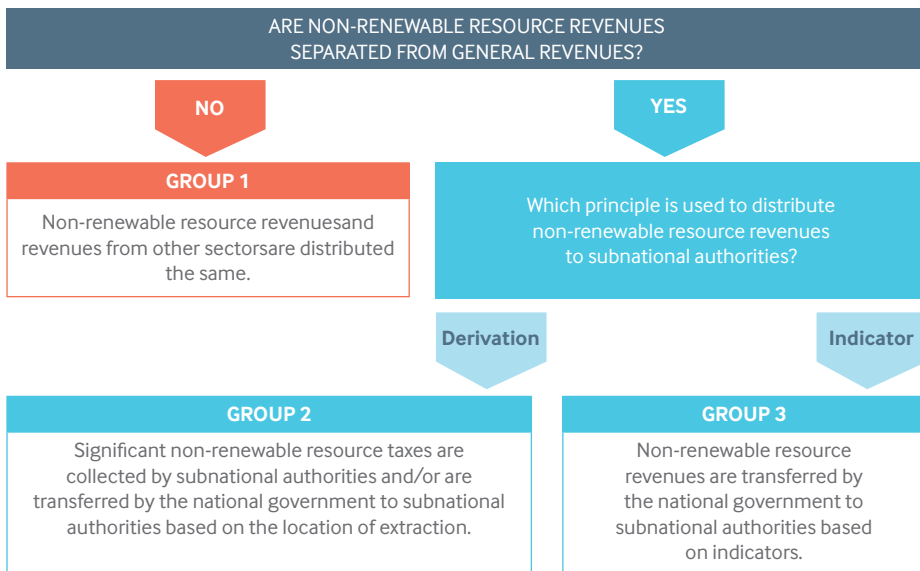 ARE NON-RENEWABLE RESOURCE REVENUES
SEPARATED FROM GENERAL REVENUES?
NO
YES
GROUP 1
Non-renewable resource revenuesand
revenues from other sectorsare distributed
the same.
Which principle is used to distribute
non-renewable resource revenues
to subnational authorities?
Derivation
Indicator
GROUP 2
Significant non-renewable resource taxes are
collected by subnational authorities and/or are
transferred by the national government to subnational
authorities based on the location of extraction.
GROUP 3
Non-renewable resource
revenues are transferred by
the national government to
subnational authorities based
on indicators.